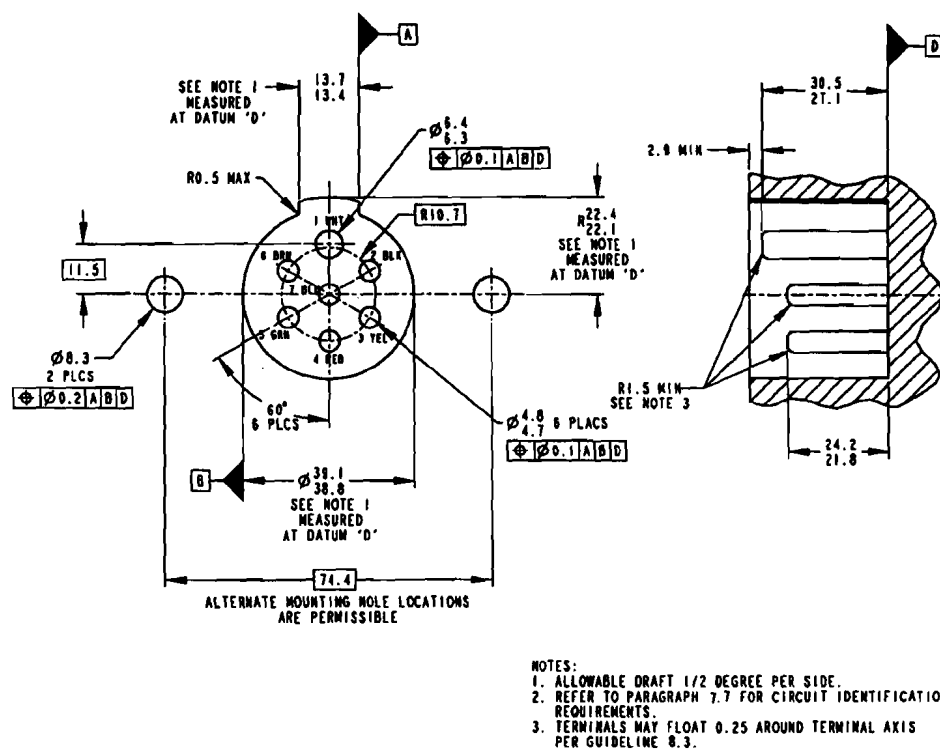 A
D
SEE NOTE 1
MEASURED
AT DATUM 'D'
13.7
13.4
30.5
27.1
Ø6.4
6.3
⌖ Ø0.1 A B D
2.9 MIN
R0.5 MAX
R10.7
R22.4
22.1
SEE NOTE 1
MEASURED
AT DATUM 'D'
1 WHT
6 BRN
2 BLK
11.5
7 BLU
5 GRN
3 YEL
4 RED
Ø8.3
2 PLCS
⌖ Ø0.2 A B D
60°
6 PLCS
Ø4.8
4.7 6 PLACS
⌖ Ø0.1 A B D
R1.5 MIN
SEE NOTE 3
24.2
21.8
B
Ø39.1
38.8
SEE NOTE 1
MEASURED
AT DATUM 'D'
74.4
ALTERNATE MOUNTING HOLE LOCATIONS
ARE PERMISSIBLE
NOTES:
1. ALLOWABLE DRAFT 1/2 DEGREE PER SIDE.
2. REFER TO PARAGRAPH 7.7 FOR CIRCUIT IDENTIFICATIO
REQUIREMENTS.
3. TERMINALS MAY FLOAT 0.25 AROUND TERMINAL AXIS
PER GUIDELINE 8.3.